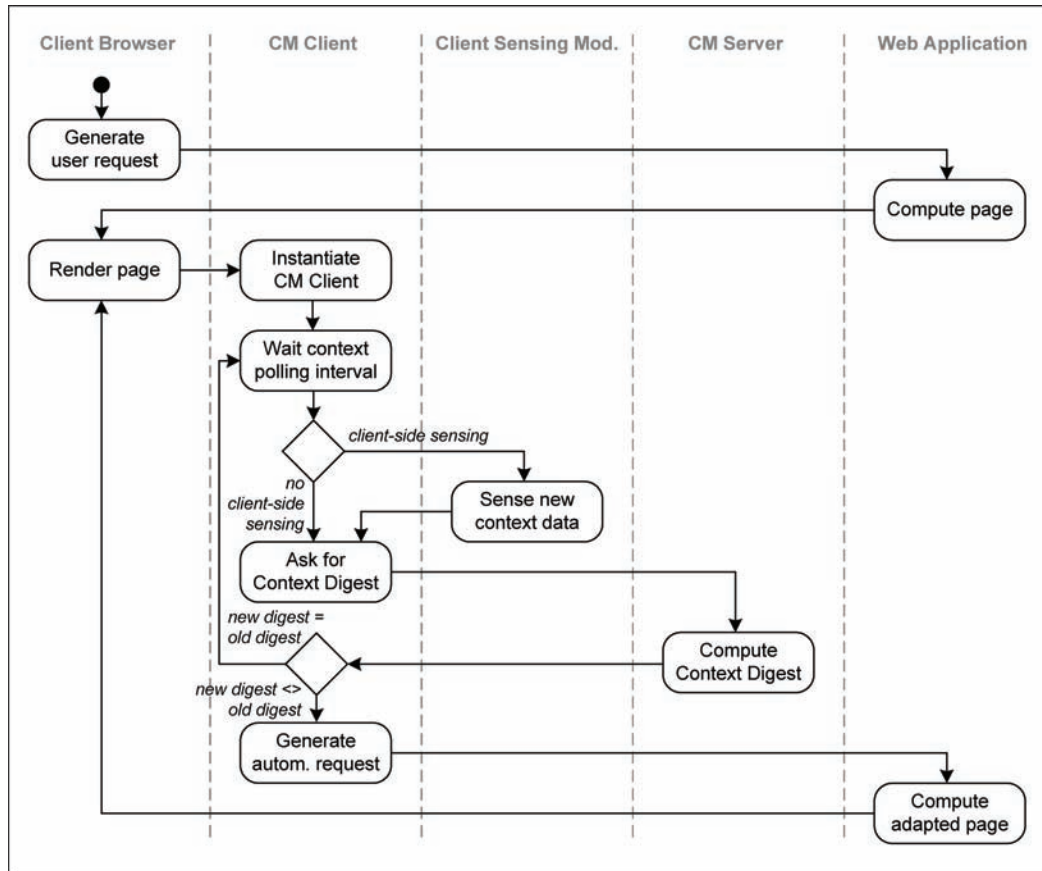 Client Browser
CM Client
Client Sensing Mod.
CM Server
Web Application
Generate
user request
Compute page
Render page
Instantiate
CM Client
Wait context
polling interval
client-side sensing
no
client-side
sensing
Sense new
context data
Ask for
Context Digest
new digest =
old digest
Compute
Context Digest
new digest <>
old digest
Generate
autom. request
Compute
adapted page